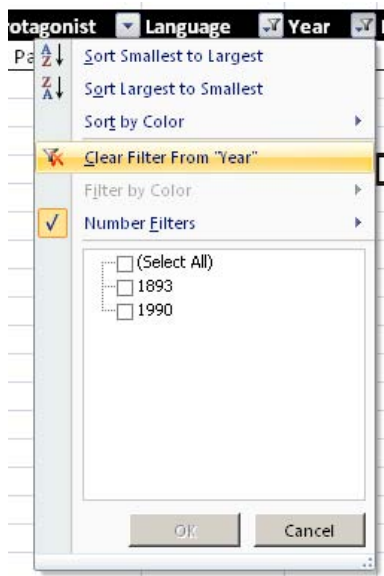 otagonist Language Year
Pa
Sort Smallest to Largest
Sort Largest to Smallest
Sort by Color
Clear Filter From "Year"
Filter by Color
Number Filters
(Select All)
1893
1990
OK Cancel